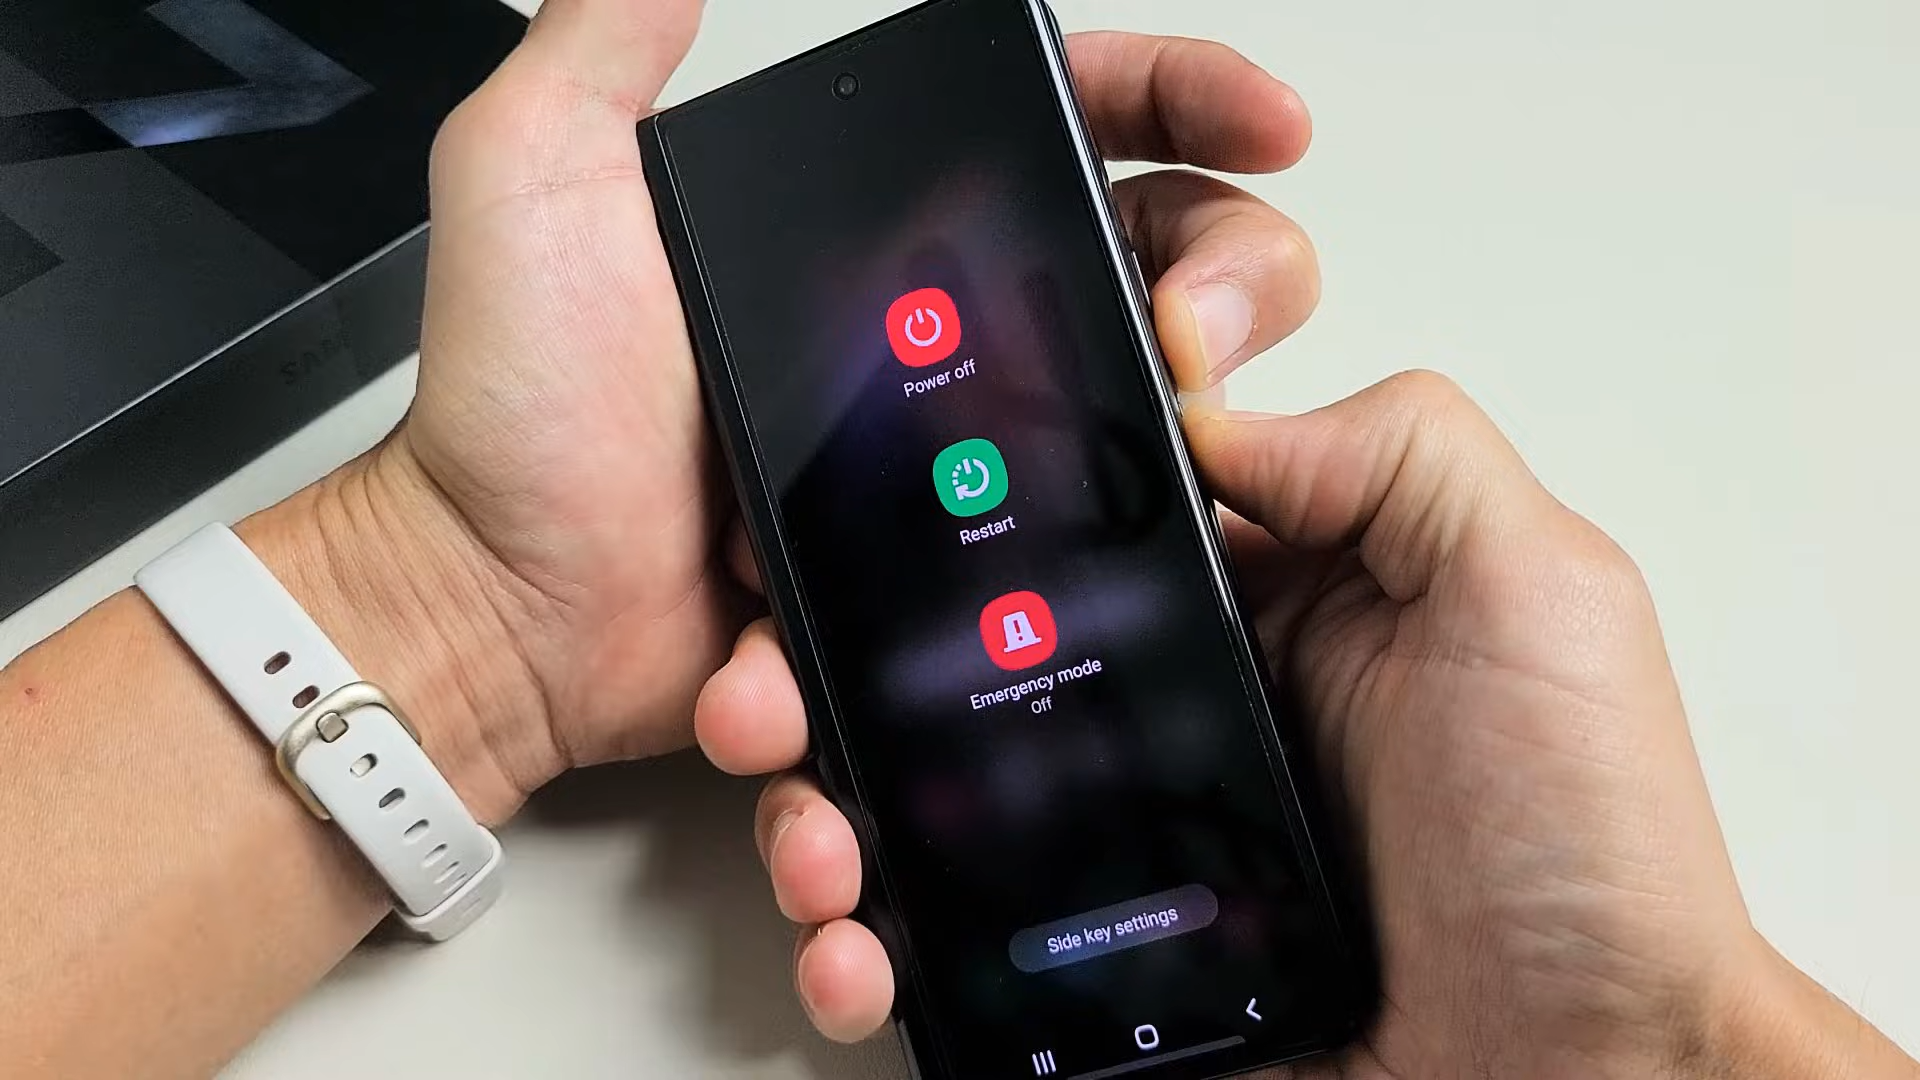 Power off
Restart
Emergency mode
Off
Side key settings